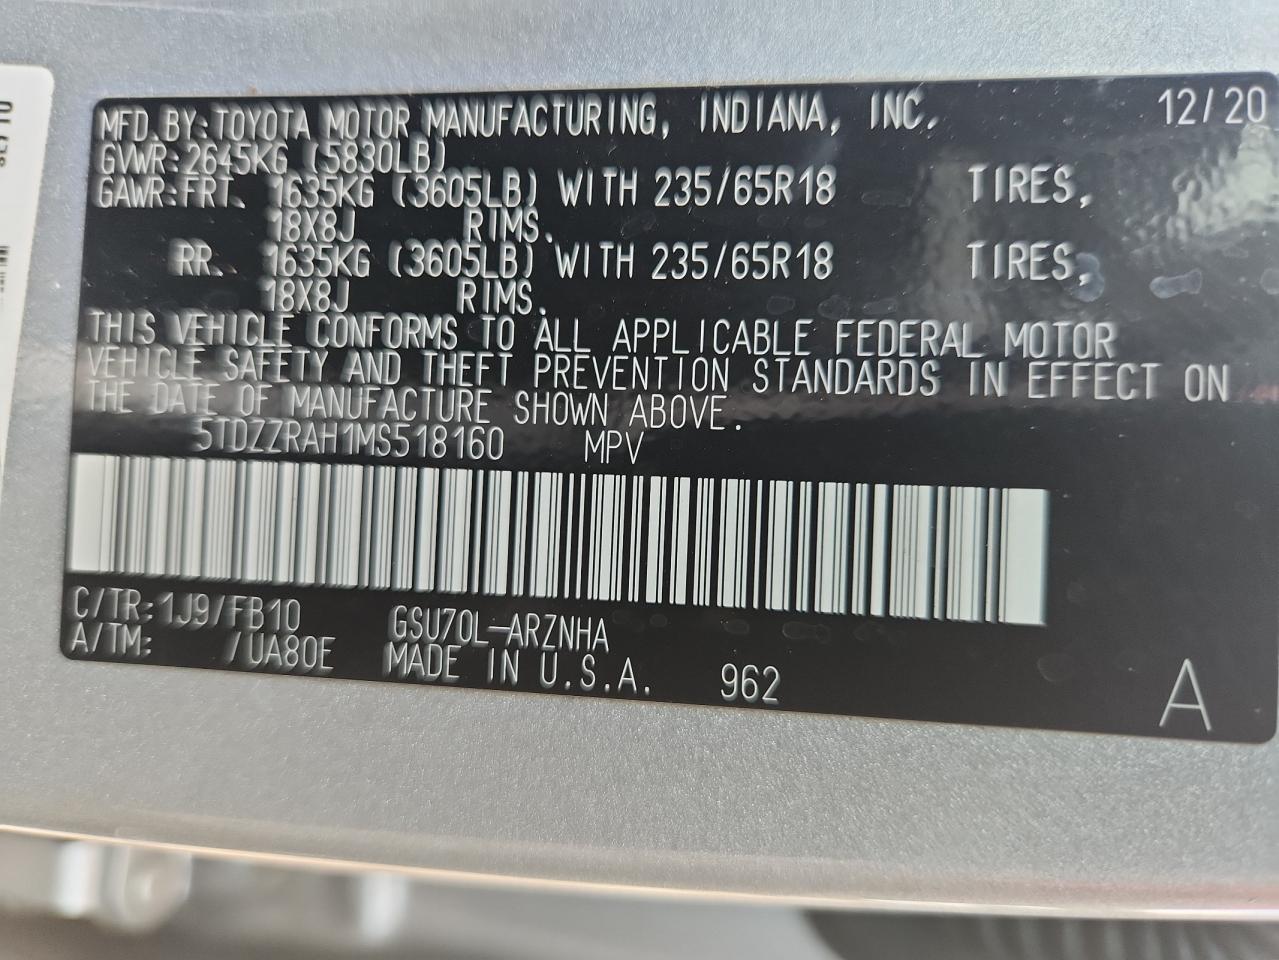 MFD.BY:TOYOTA MOTOR MANUFACTURING, INDIANA, INC. 12/20
GVWR:2645KG (5830LB)
GAWR:FRT. 1635KG (3605LB) WITH 235/65R18 TIRES,
18X8J RIMS.
RR. 1635KG (3605LB) WITH 235/65R18 TIRES,
18X8J RIMS.
THIS VEHICLE CONFORMS TO ALL APPLICABLE FEDERAL MOTOR
VEHICLE SAFETY AND THEFT PREVENTION STANDARDS IN EFFECT ON
THE DATE OF MANUFACTURE SHOWN ABOVE.
5TDZZRAH1MS518160 MPV
C/TR:1J9/FB10 GSU70L-ARZNHA
A/TM: /UA80E MADE IN U.S.A. 962
A